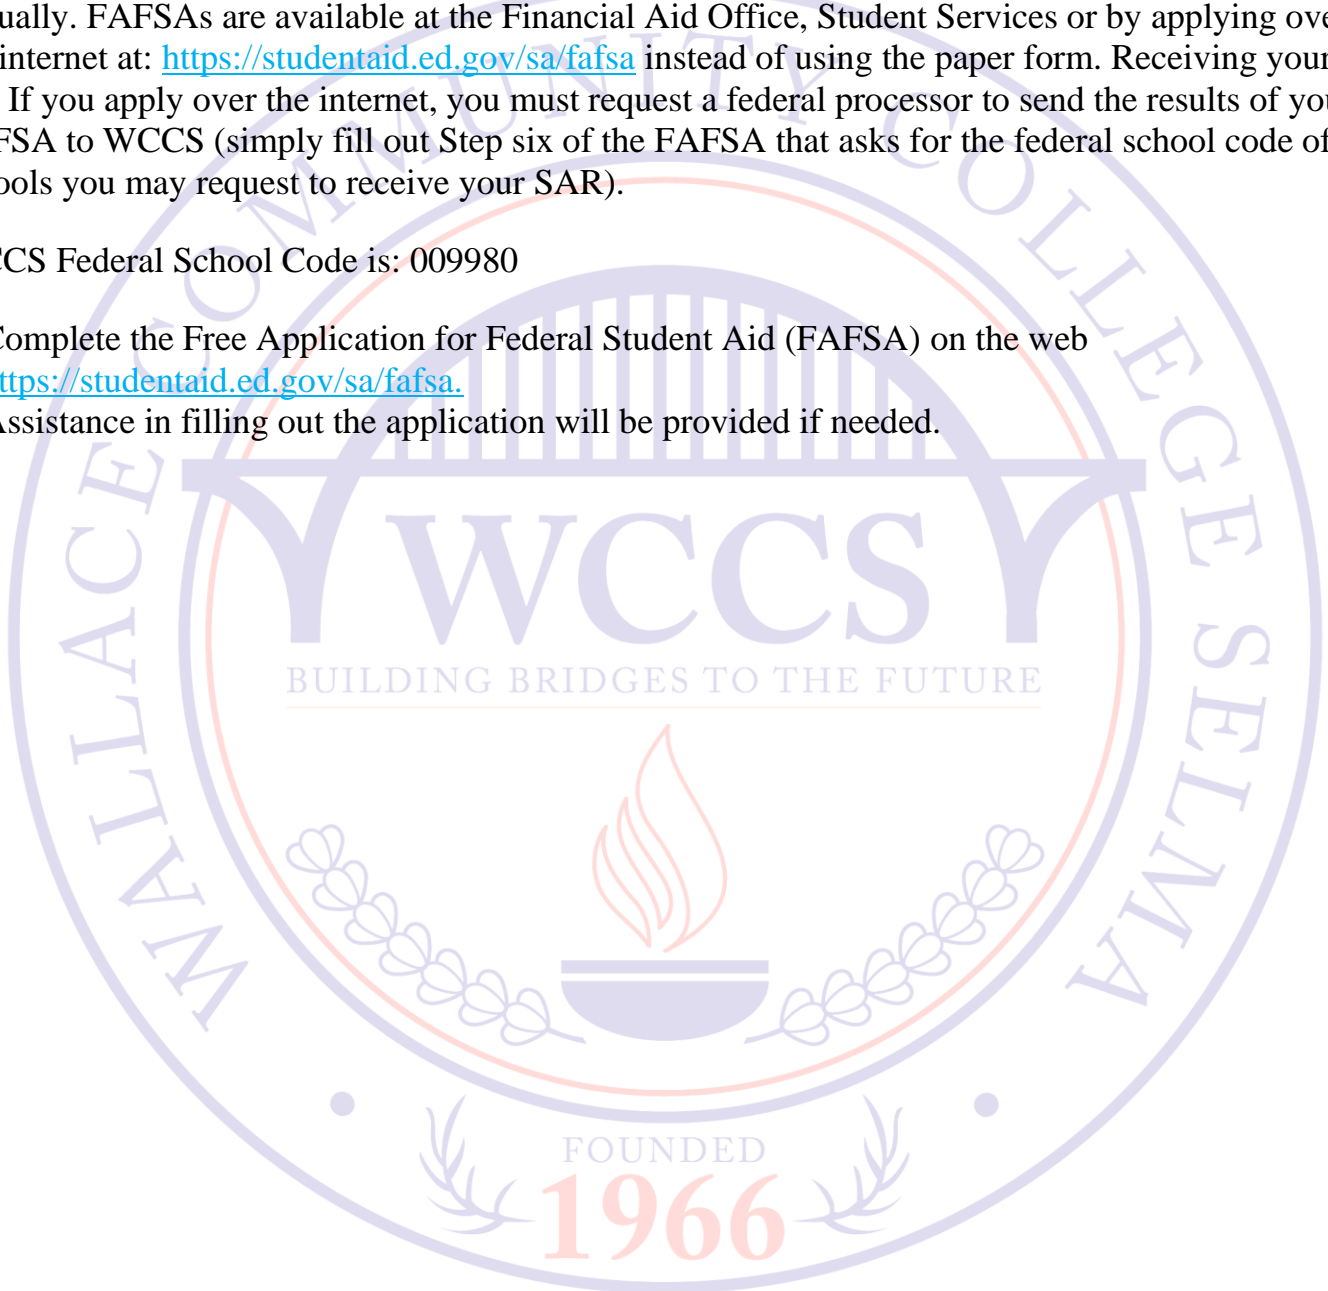 ually. FAFSAs are available at the Financial Aid Office, Student Services or by applying ove
internet at: https://studentaid.ed.gov/sa/fafsa instead of using the paper form. Receiving your
If you apply over the internet, you must request a federal processor to send the results of you
FSA to WCCS (simply fill out Step six of the FAFSA that asks for the federal school code of
ools you may request to receive your SAR).
CCS Federal School Code is: 009980
Complete the Free Application for Federal Student Aid (FAFSA) on the web
ttps://studentaid.ed.gov/sa/fafsa.
Assistance in filling out the application will be provided if needed.
WALLACE COMMUNITY COLLEGE SELMA
WCCS
BUILDING BRIDGES TO THE FUTURE
FOUNDED
1966